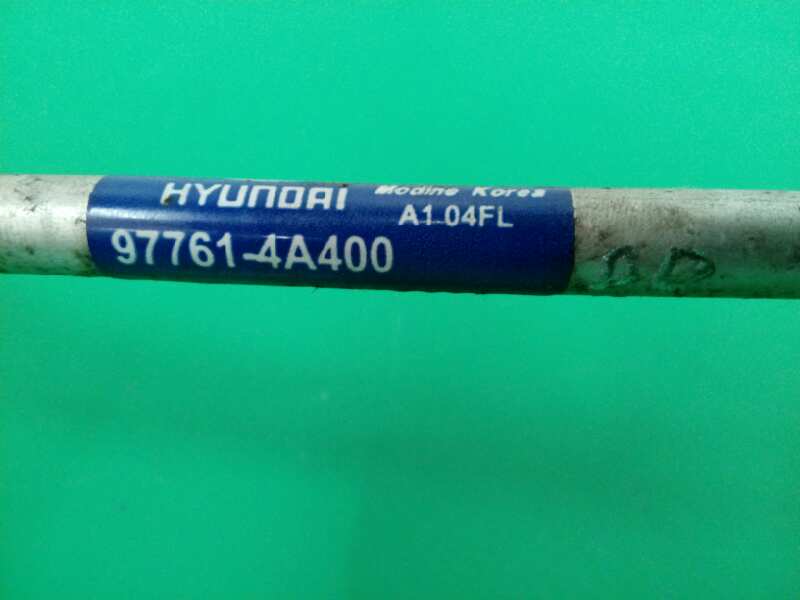 HYUNDAI Modine Korea
A1.04FL
97761-4A400